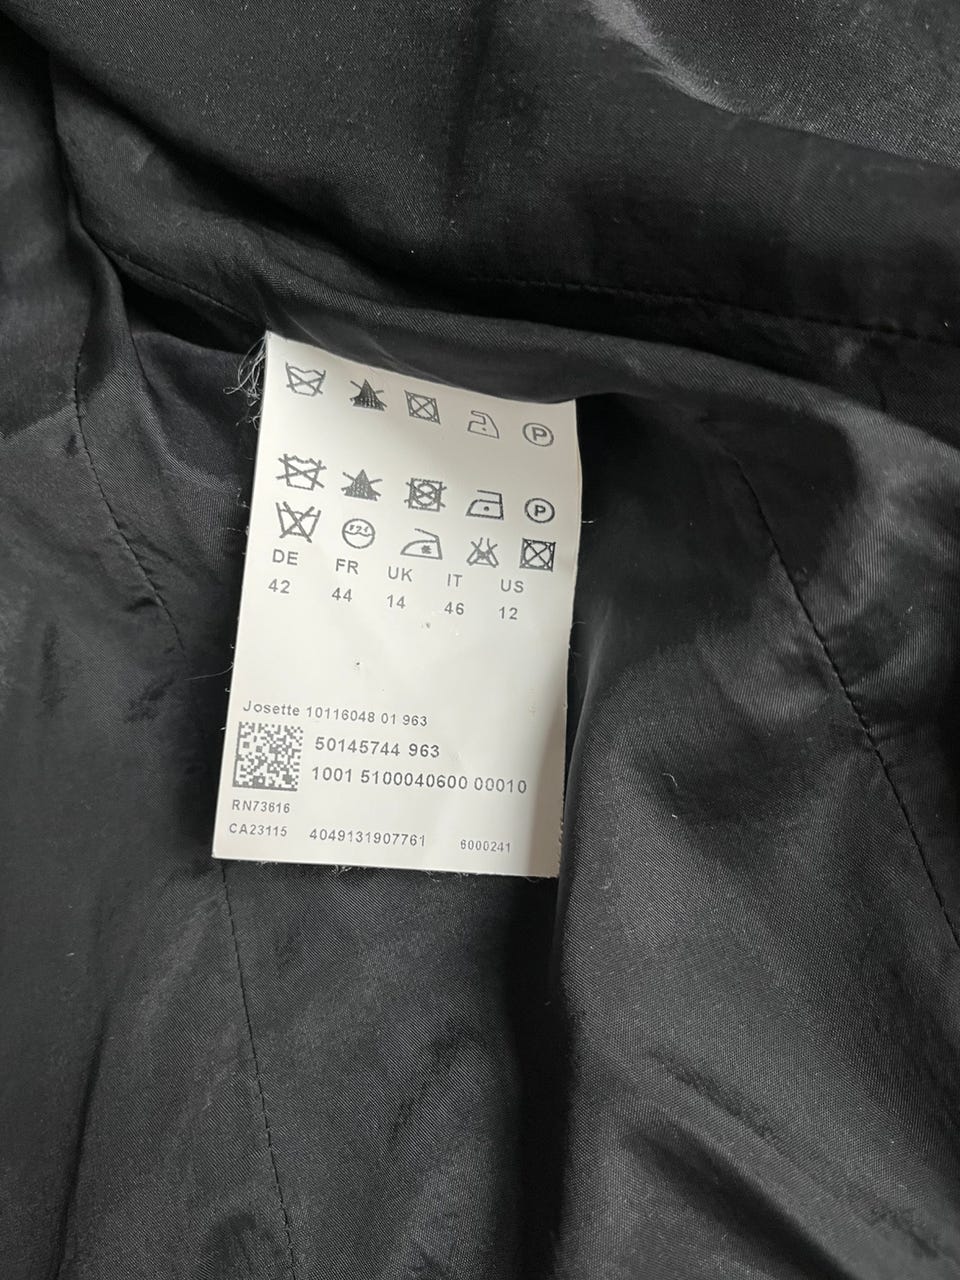 P
P
DE FR UK IT US
42 44 14 46 12
Josette 10116048 01 963
50145744 963
1001 5100040600 00010
RN73616
CA23115 4049131907761 6000241